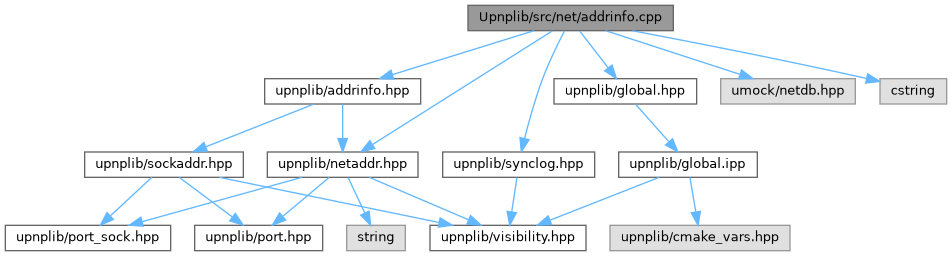 Upnplib/src/net/addrinfo.cpp
upnplib/addrinfo.hpp
upnplib/global.hpp
umock/netdb.hpp
cstring
upnplib/sockaddr.hpp
upnplib/netaddr.hpp
upnplib/synclog.hpp
upnplib/global.ipp
upnplib/port_sock.hpp
upnplib/port.hpp
string
upnplib/visibility.hpp
upnplib/cmake_vars.hpp